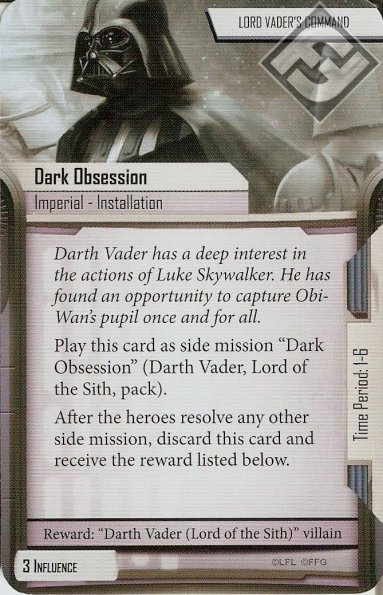 LORD VADER'S COMMAND
Dark Obsession
Imperial - Installation
Darth Vader has a deep interest in
the actions of Luke Skywalker. He has
found an opportunity to capture Obi-
Wan's pupil once and for all.
Play this card as side mission “Dark
Obsession” (Darth Vader, Lord of
the Sith, pack).
After the heroes resolve any other
side mission, discard this card and
receive the reward listed below.
Time Period: 1-6
Reward: “Darth Vader (Lord of the Sith)” villain
3 INFLUENCE
©LFL ©FFG